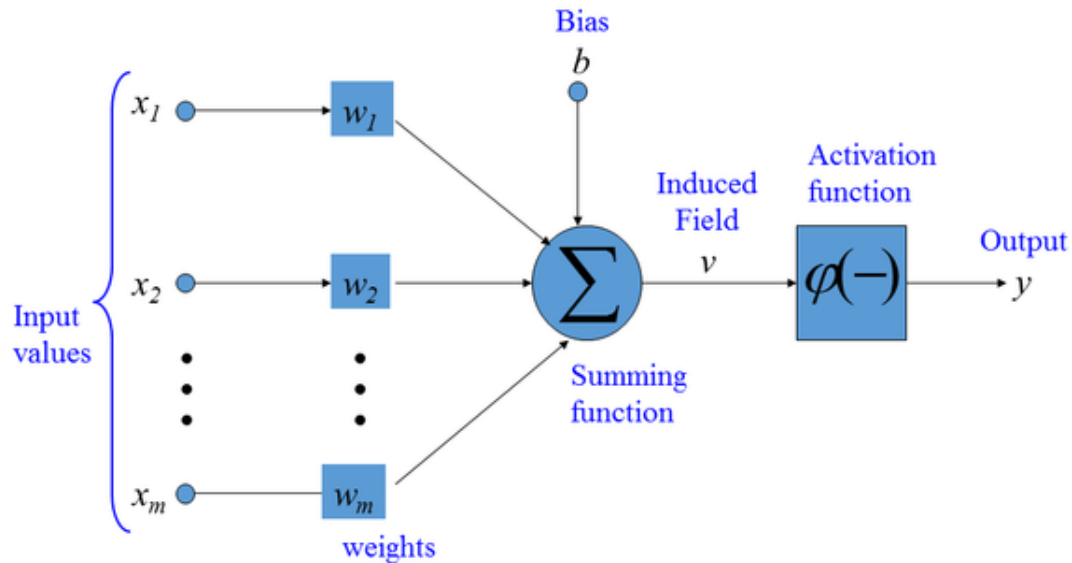 Bias
b
x1
w1
Activation
function
Induced
Field
v
Output
y
x2
w2
∑
φ(−)
Input
values
Summing
function
xm
wm
weights